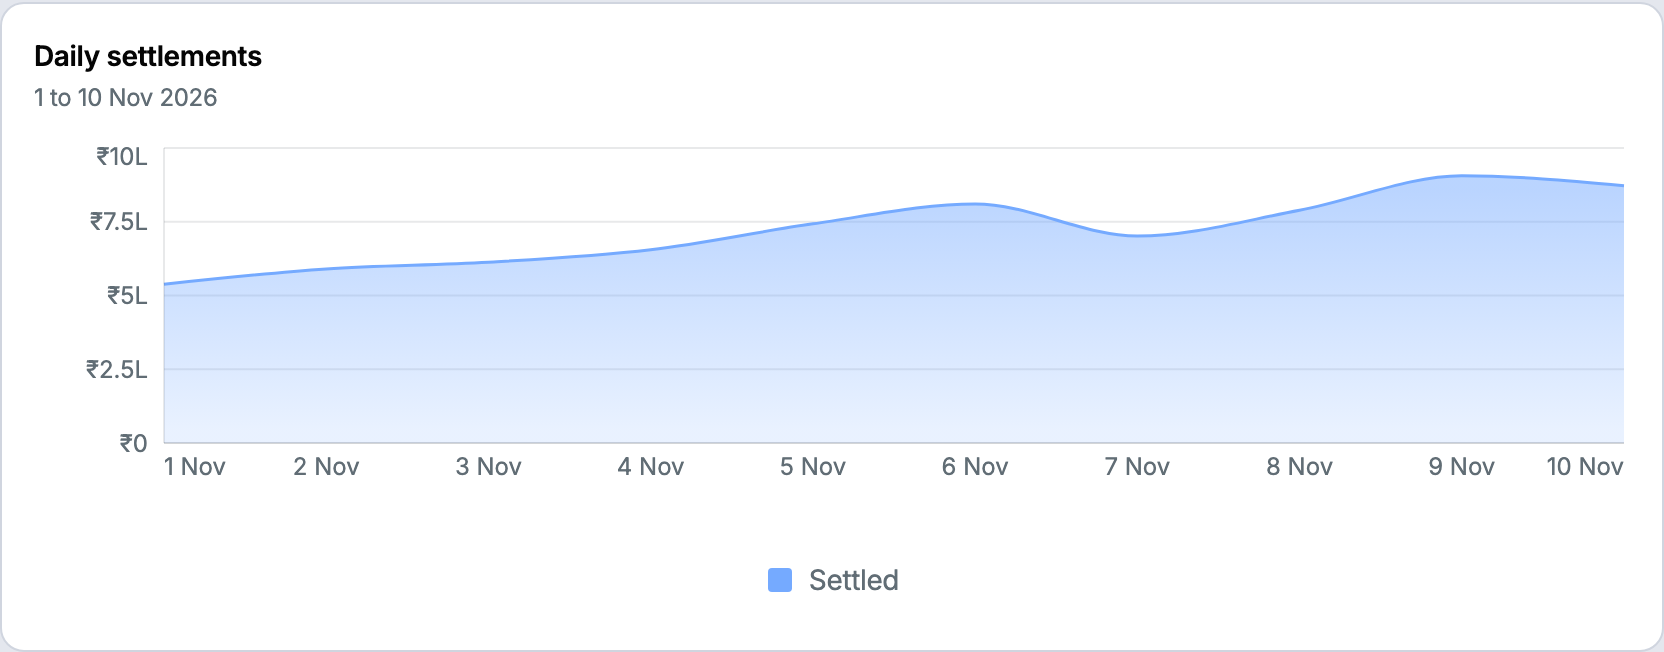 Daily settlements
1 to 10 Nov 2026
₹10L
₹7.5L
₹5L
₹2.5L
₹0
1 Nov 2 Nov 3 Nov 4 Nov 5 Nov 6 Nov 7 Nov 8 Nov 9 Nov 10 Nov
Settled